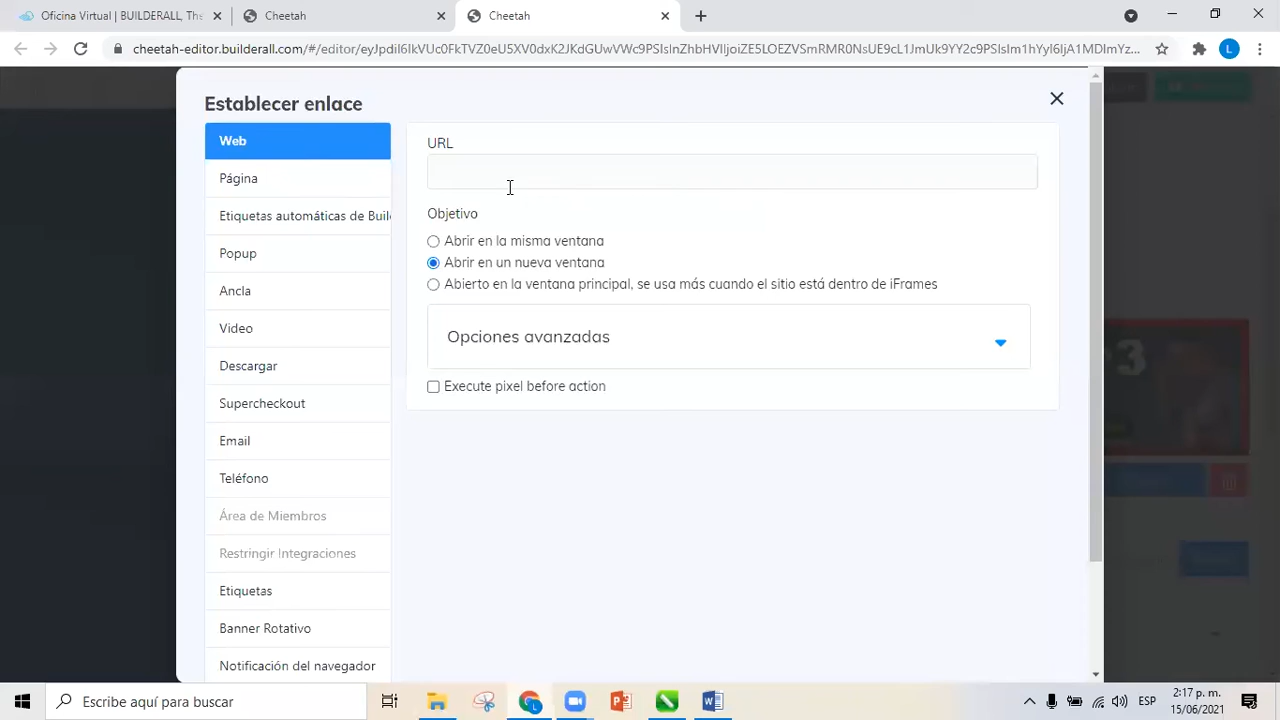 Oficina Virtual | BUILDERALL, The
Cheetah
Cheetah
cheetah-editor.builderall.com/#/editor/
Establecer enlace
Web
Página
Etiquetas automáticas de Buil
Popup
Ancla
Video
Descargar
Supercheckout
Email
Teléfono
Área de Miembros
Restringir Integraciones
Etiquetas
Banner Rotativo
Notificación del navegador
URL
Objetivo
Abrir en la misma ventana
Abrir en un nueva ventana
Abierto en la ventana principal, se usa más cuando el sitio está dentro de iFrames
Opciones avanzadas
Execute pixel before action
L
Escribe aquí para buscar
ESP
2:17 p. m.
15/06/2021